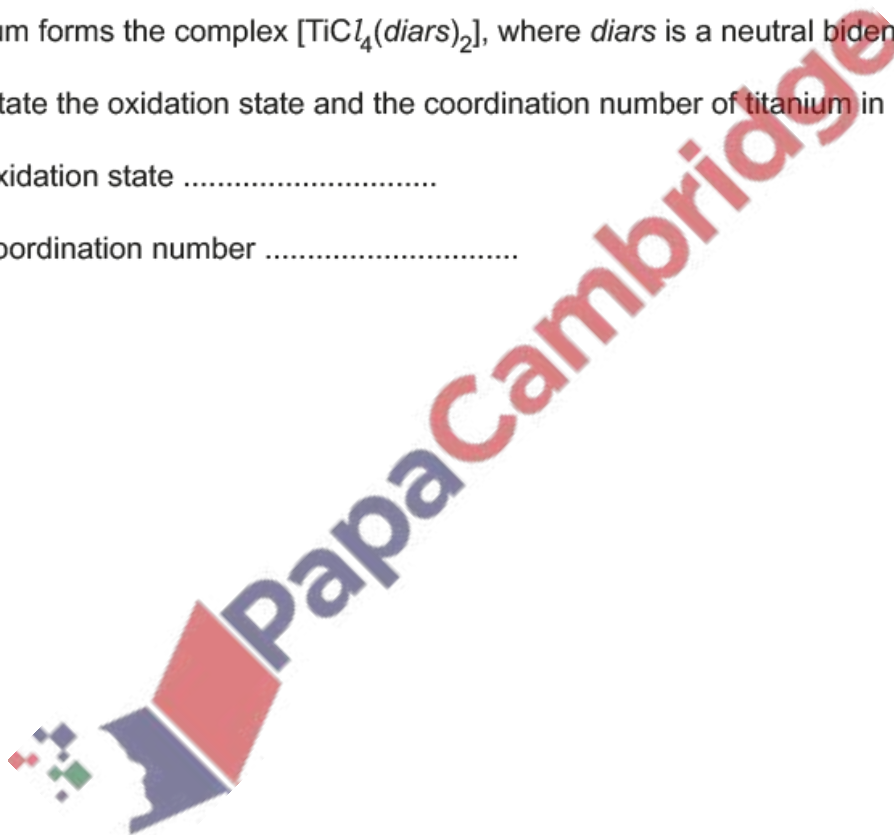 um forms the complex [TiCl4(diars)2], where diars is a neutral biden
tate the oxidation state and the coordination number of titanium in
xidation state ..............................
oordination number ..............................
PapaCambridge